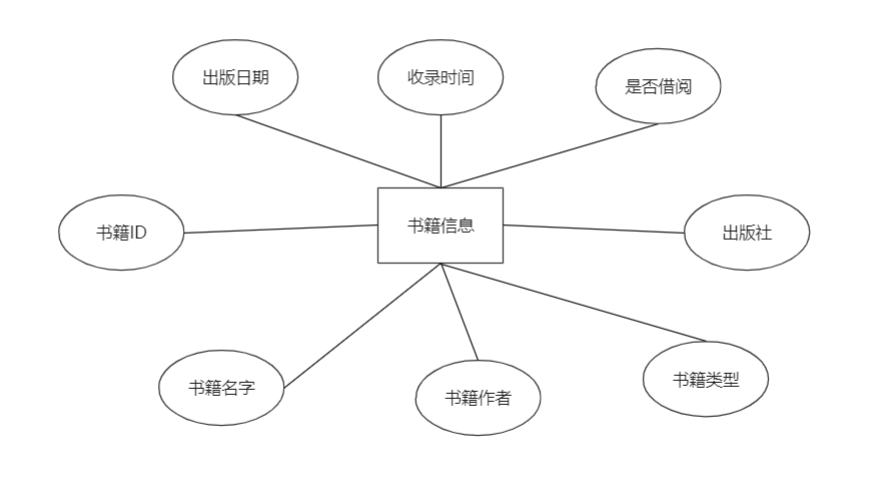 出版日期
收录时间
是否借阅
书籍ID
书籍信息
出版社
书籍名字
书籍作者
书籍类型